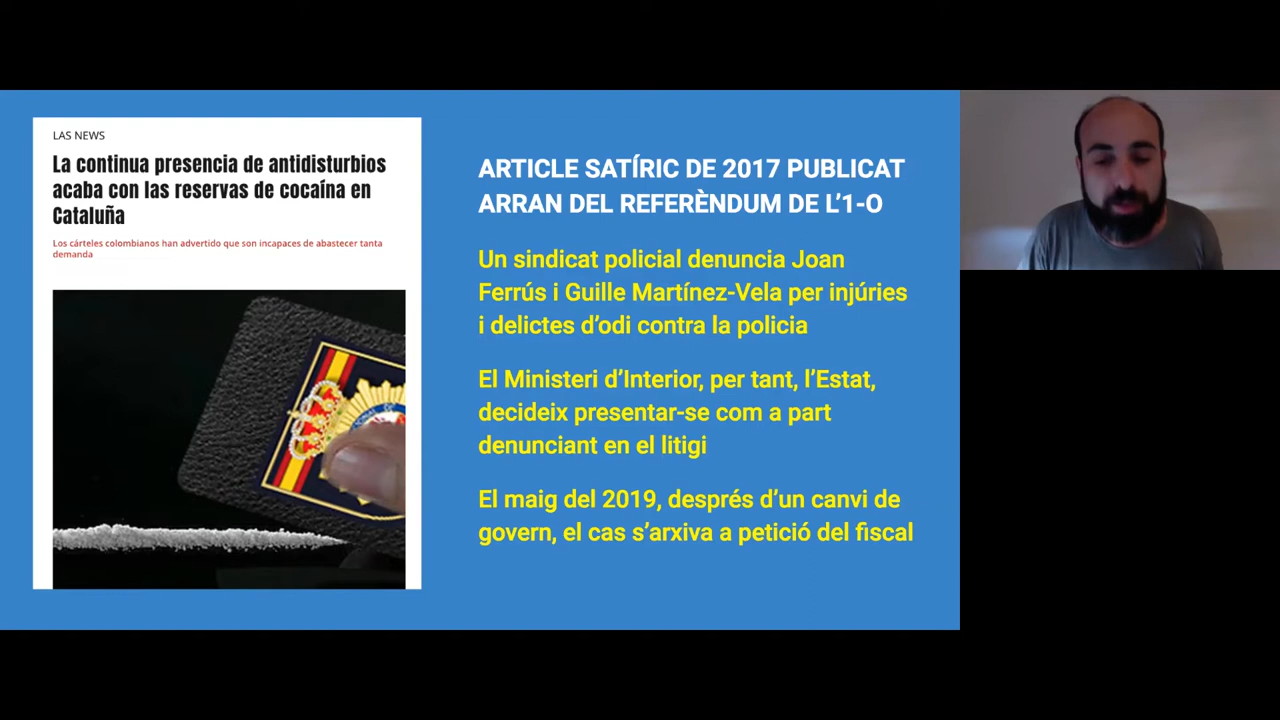 LAS NEWS
La continua presencia de antidisturbios
acaba con las reservas de cocaína en
Cataluña
Los cárteles colombianos han advertido que son incapaces de abastecer tanta
demanda
ARTICLE SATÍRIC DE 2017 PUBLICAT
ARRAN DEL REFERÈNDUM DE L’1-O
Un sindicat policial denuncia Joan
Ferrús i Guille Martínez-Vela per injúries
i delictes d’odi contra la policia
El Ministeri d’Interior, per tant, l’Estat,
decideix presentar-se com a part
denunciant en el litigi
El maig del 2019, després d’un canvi de
govern, el cas s’arxiva a petició del fiscal